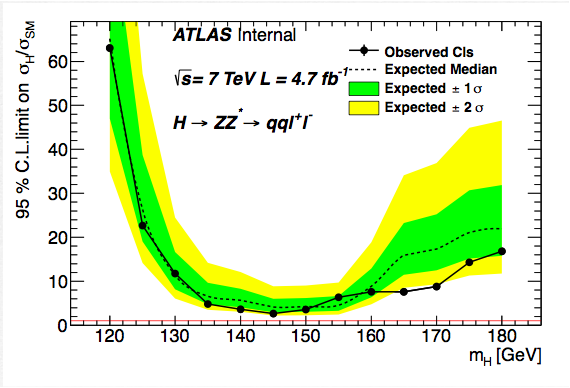 ATLAS Internal
√s= 7 TeV L = 4.7 fb⁻¹
H → ZZ* → qql⁺l⁻
Observed Cls
Expected Median
Expected ± 1 σ
Expected ± 2 σ
95 % C.L.limit on σH/σSM
60
50
40
30
20
10
0
120 130 140 150 160 170 180
mH [GeV]